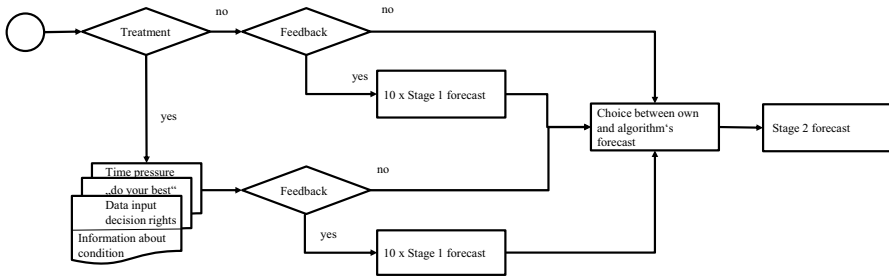 no
no
Treatment
Feedback
yes
10 x Stage 1 forecast
Choice between own
and algorithm‘s
forecast
Stage 2 forecast
yes
Time pressure
„do your best“
Data input
decision rights
Information about
condition
Feedback
no
yes
10 x Stage 1 forecast